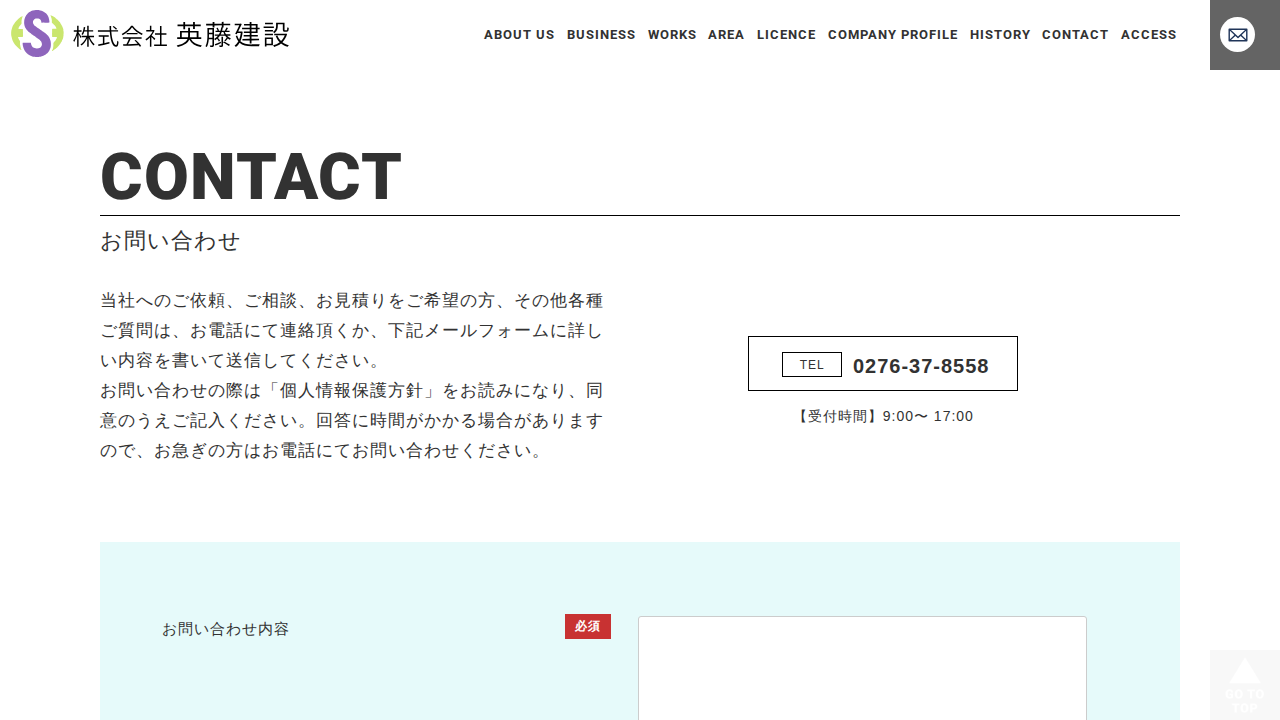 株式会社 英藤建設
ABOUT US BUSINESS WORKS AREA LICENCE COMPANY PROFILE HISTORY CONTACT ACCESS
CONTACT
お問い合わせ
当社へのご依頼、ご相談、お見積りをご希望の方、その他各種
ご質問は、お電話にて連絡頂くか、下記メールフォームに詳し
い内容を書いて送信してください。
お問い合わせの際は「個人情報保護方針」をお読みになり、同
意のうえご記入ください。回答に時間がかかる場合があります
ので、お急ぎの方はお電話にてお問い合わせください。
TEL 0276-37-8558
【受付時間】9:00〜 17:00
お問い合わせ内容 必須
GO TO
TOP